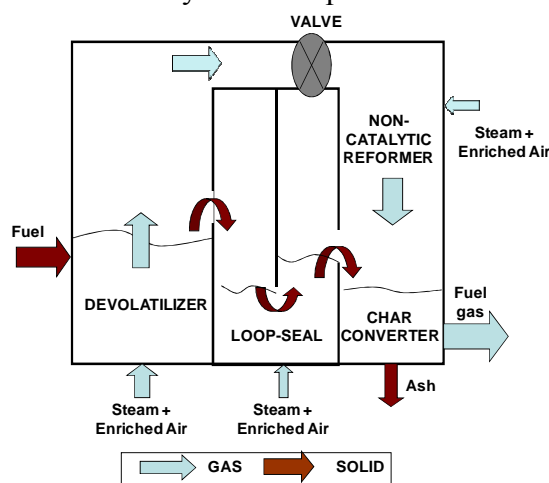 VALVE
NON-
CATALYTIC
REFORMER
Steam +
Enriched Air
Fuel
DEVOLATILIZER
LOOP-SEAL
CHAR
CONVERTER
Fuel
gas
Ash
Steam +
Enriched Air
Steam +
Enriched Air
GAS
SOLID